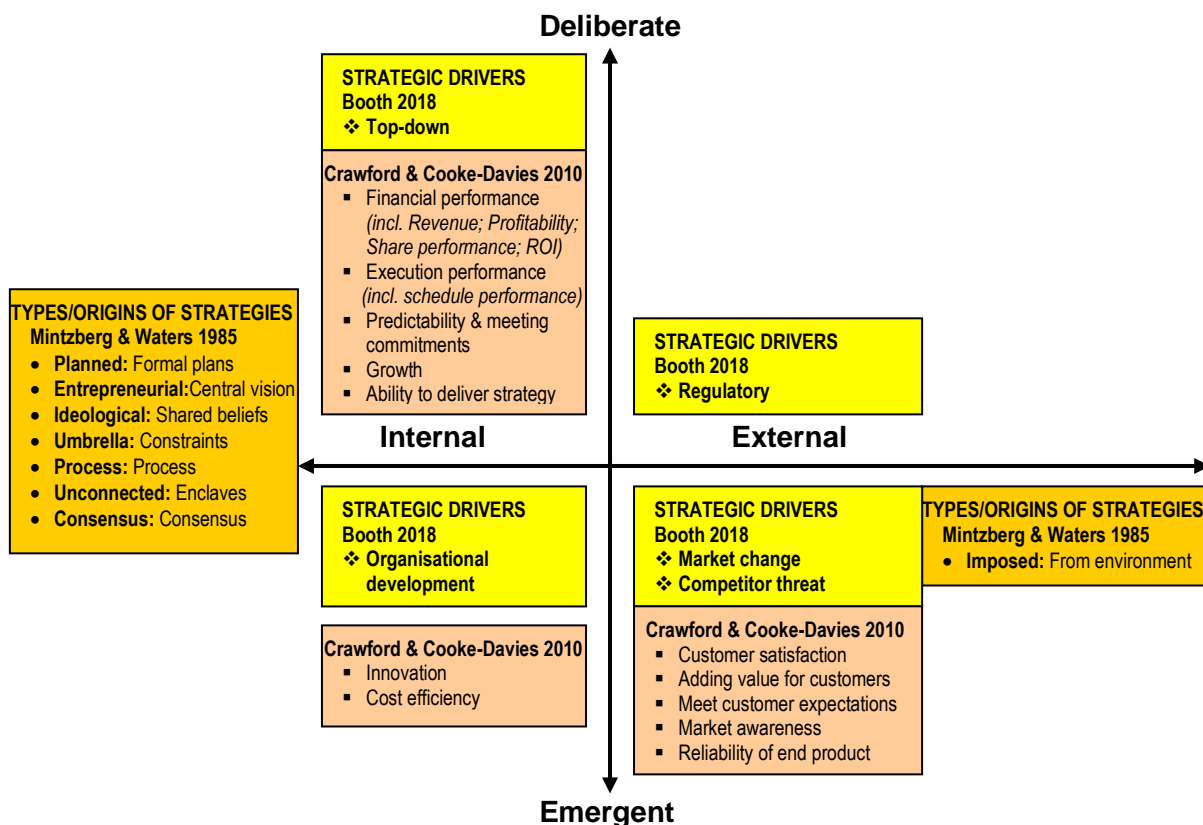 Deliberate
STRATEGIC DRIVERS
Booth 2018
❖ Top-down
Crawford & Cooke-Davies 2010
▪ Financial performance
(incl. Revenue; Profitability;
Share performance; ROI)
▪ Execution performance
(incl. schedule performance)
▪ Predictability & meeting
commitments
▪ Growth
▪ Ability to deliver strategy
TYPES/ORIGINS OF STRATEGIES
Mintzberg & Waters 1985
• Planned: Formal plans
• Entrepreneurial:Central vision
• Ideological: Shared beliefs
• Umbrella: Constraints
• Process: Process
• Unconnected: Enclaves
• Consensus: Consensus
STRATEGIC DRIVERS
Booth 2018
❖ Regulatory
Internal
External
STRATEGIC DRIVERS
Booth 2018
❖ Organisational
development
Crawford & Cooke-Davies 2010
▪ Innovation
▪ Cost efficiency
STRATEGIC DRIVERS
Booth 2018
❖ Market change
❖ Competitor threat
Crawford & Cooke-Davies 2010
▪ Customer satisfaction
▪ Adding value for customers
▪ Meet customer expectations
▪ Market awareness
▪ Reliability of end product
TYPES/ORIGINS OF STRATEGIES
Mintzberg & Waters 1985
• Imposed: From environment
Emergent